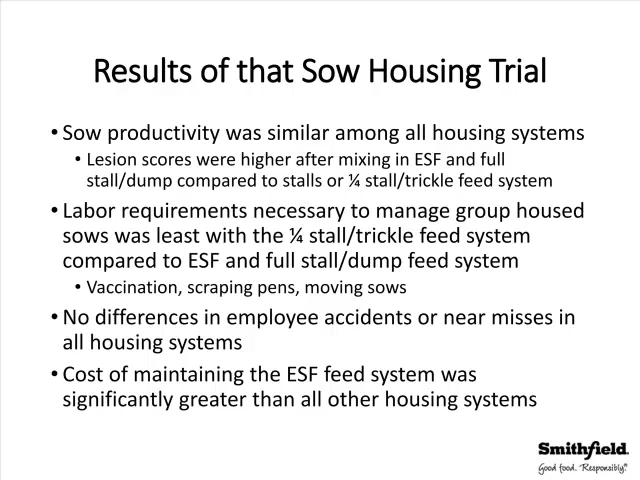 Results of that Sow Housing Trial
• Sow productivity was similar among all housing systems
• Lesion scores were higher after mixing in ESF and full
stall/dump compared to stalls or ¼ stall/trickle feed system
• Labor requirements necessary to manage group housed
sows was least with the ¼ stall/trickle feed system
compared to ESF and full stall/dump feed system
• Vaccination, scraping pens, moving sows
• No differences in employee accidents or near misses in
all housing systems
• Cost of maintaining the ESF feed system was
significantly greater than all other housing systems
Smithfield.
Good food. Responsibly.®